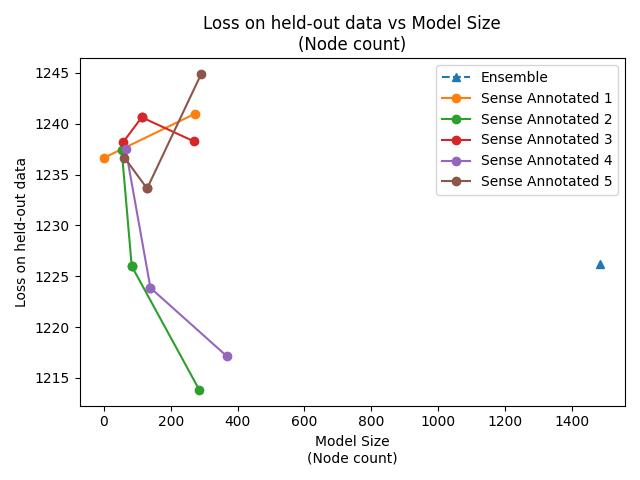 Loss on held-out data vs Model Size
(Node count)
Loss on held-out data
1245
1240
1235
1230
1225
1220
1215
Ensemble
Sense Annotated 1
Sense Annotated 2
Sense Annotated 3
Sense Annotated 4
Sense Annotated 5
0 200 400 600 800 1000 1200 1400
Model Size
(Node count)